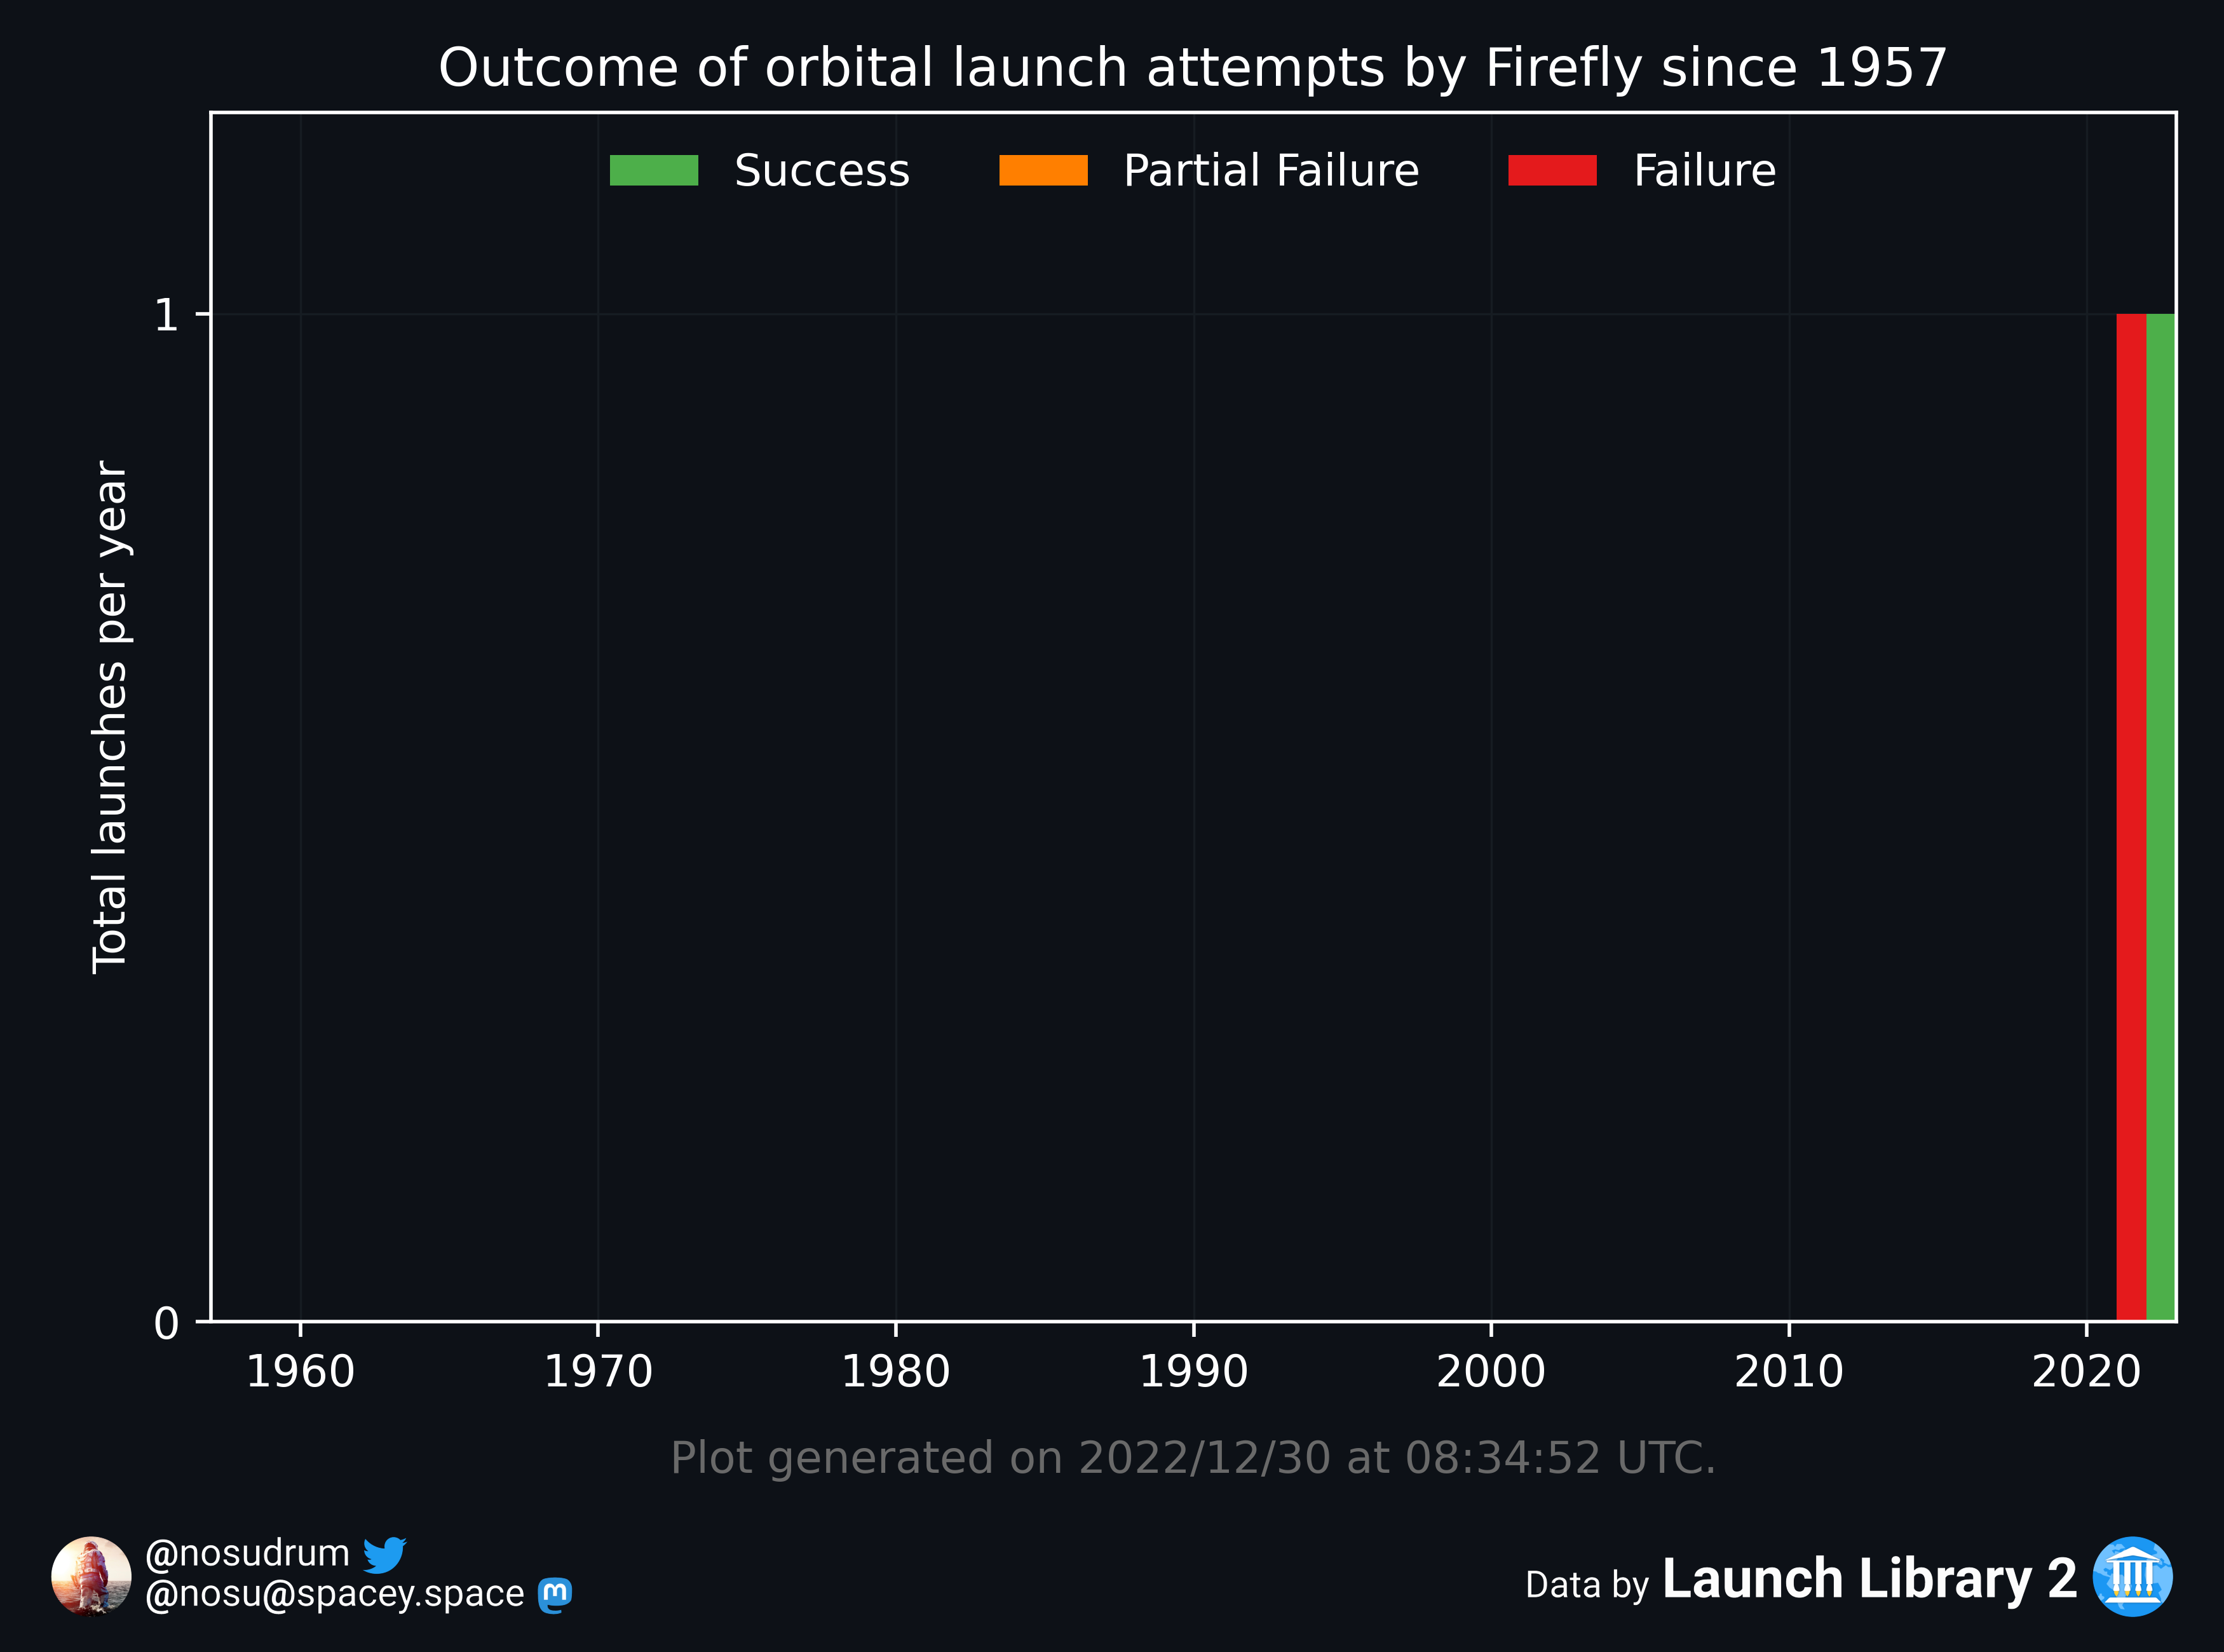 Outcome of orbital launch attempts by Firefly since 1957
Success Partial Failure Failure
1
Total launches per year
0
1960 1970 1980 1990 2000 2010 2020
Plot generated on 2022/12/30 at 08:34:52 UTC.
@nosudrum
@nosu@spacey.space
Data by Launch Library 2